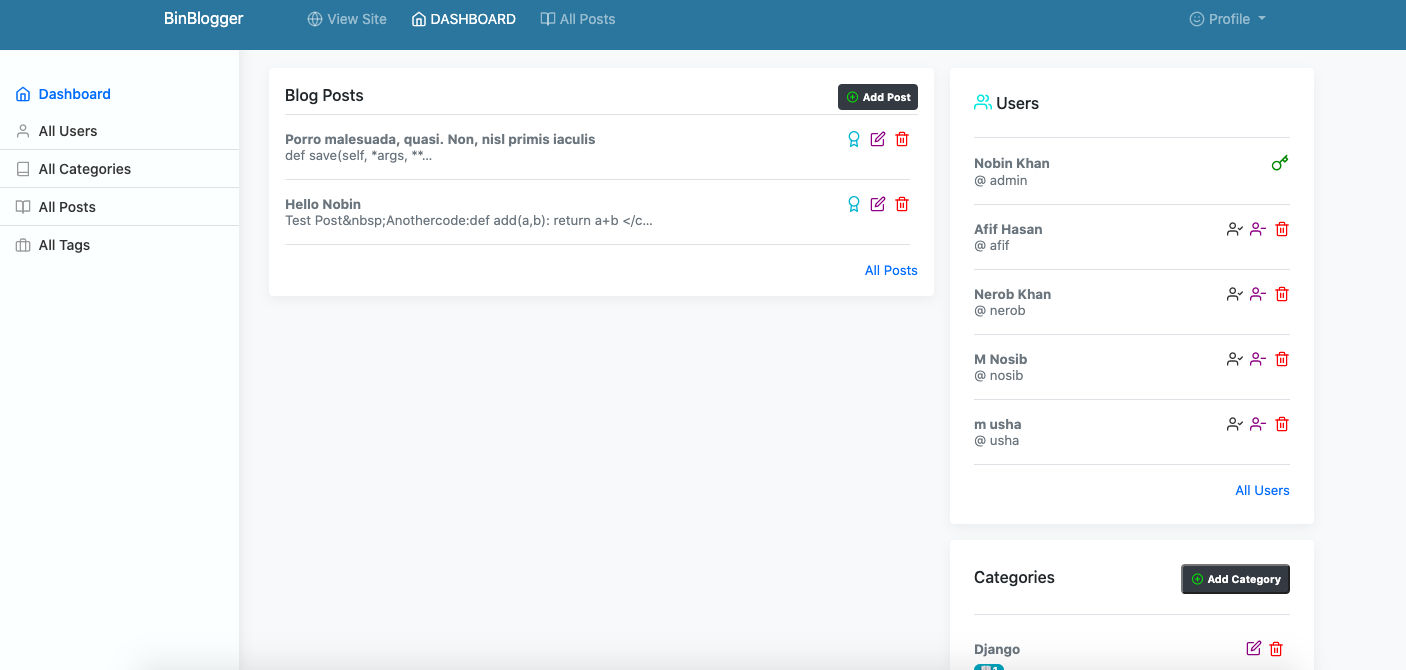 BinBlogger
View Site
DASHBOARD
All Posts
Profile
Dashboard
All Users
All Categories
All Posts
All Tags
Blog Posts
Add Post
Porro malesuada, quasi. Non, nisl primis iaculis
def save(self, *args, **...
Hello Nobin
Test Post&nbsp;Anothercode:def add(a,b): return a+b </c...
All Posts
Users
Nobin Khan
@ admin
Afif Hasan
@ afif
Nerob Khan
@ nerob
M Nosib
@ nosib
m usha
@ usha
All Users
Categories
Add Category
Django